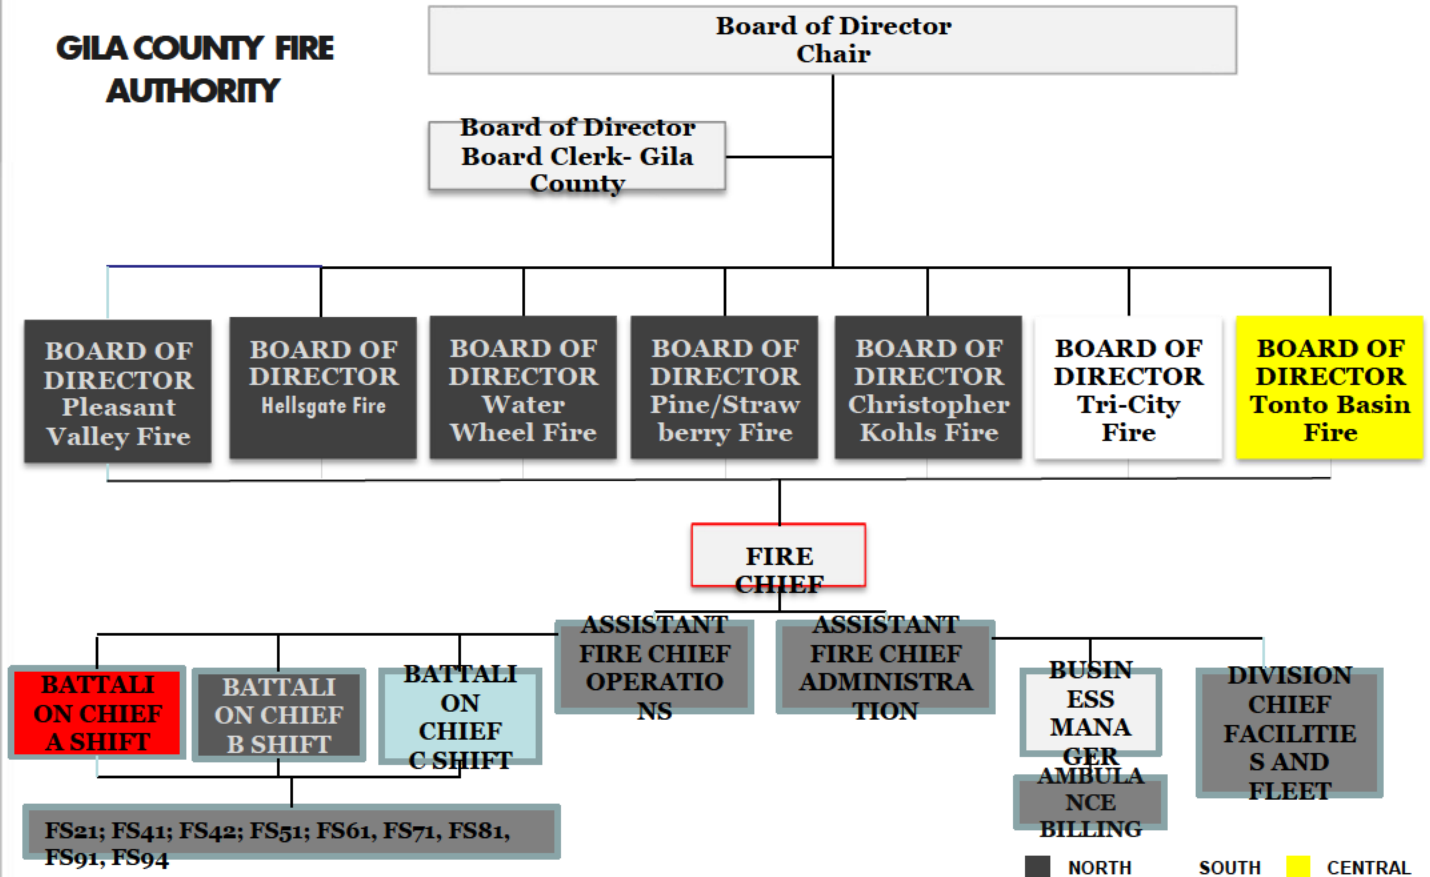 GILA COUNTY FIRE
AUTHORITY
Board of Director
Chair
Board of Director
Board Clerk- Gila
County
BOARD OF
DIRECTOR
Pleasant
Valley Fire
BOARD OF
DIRECTOR
Hellsgate Fire
BOARD OF
DIRECTOR
Water
Wheel Fire
BOARD OF
DIRECTOR
Pine/Straw
berry Fire
BOARD OF
DIRECTOR
Christopher
Kohls Fire
BOARD OF
DIRECTOR
Tri-City
Fire
BOARD OF
DIRECTOR
Tonto Basin
Fire
FIRE
CHIEF
ASSISTANT
FIRE CHIEF
OPERATIO
NS
ASSISTANT
FIRE CHIEF
ADMINISTRA
TION
BATTALI
ON CHIEF
A SHIFT
BATTALI
ON CHIEF
B SHIFT
BATTALI
ON
CHIEF
C SHIFT
BUSIN
ESS
MANA
GER
AMBULA
NCE
BILLING
DIVISION
CHIEF
FACILITIE
S AND
FLEET
FS21; FS41; FS42; FS51; FS61, FS71, FS81,
FS91, FS94
NORTH SOUTH CENTRAL